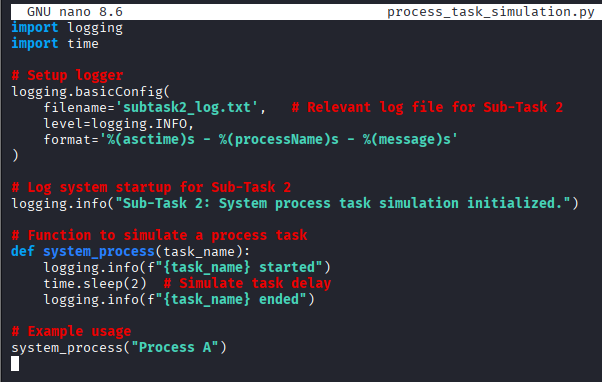 GNU nano 8.6 process_task_simulation.py
import logging
import time
# Setup logger
logging.basicConfig(
    filename='subtask2_log.txt',   # Relevant log file for Sub-Task 2
    level=logging.INFO,
    format='%(asctime)s - %(processName)s - %(message)s'
)
# Log system startup for Sub-Task 2
logging.info("Sub-Task 2: System process task simulation initialized.")
# Function to simulate a process task
def system_process(task_name):
    logging.info(f"{task_name} started")
    time.sleep(2)  # Simulate task delay
    logging.info(f"{task_name} ended")
# Example usage
system_process("Process A")